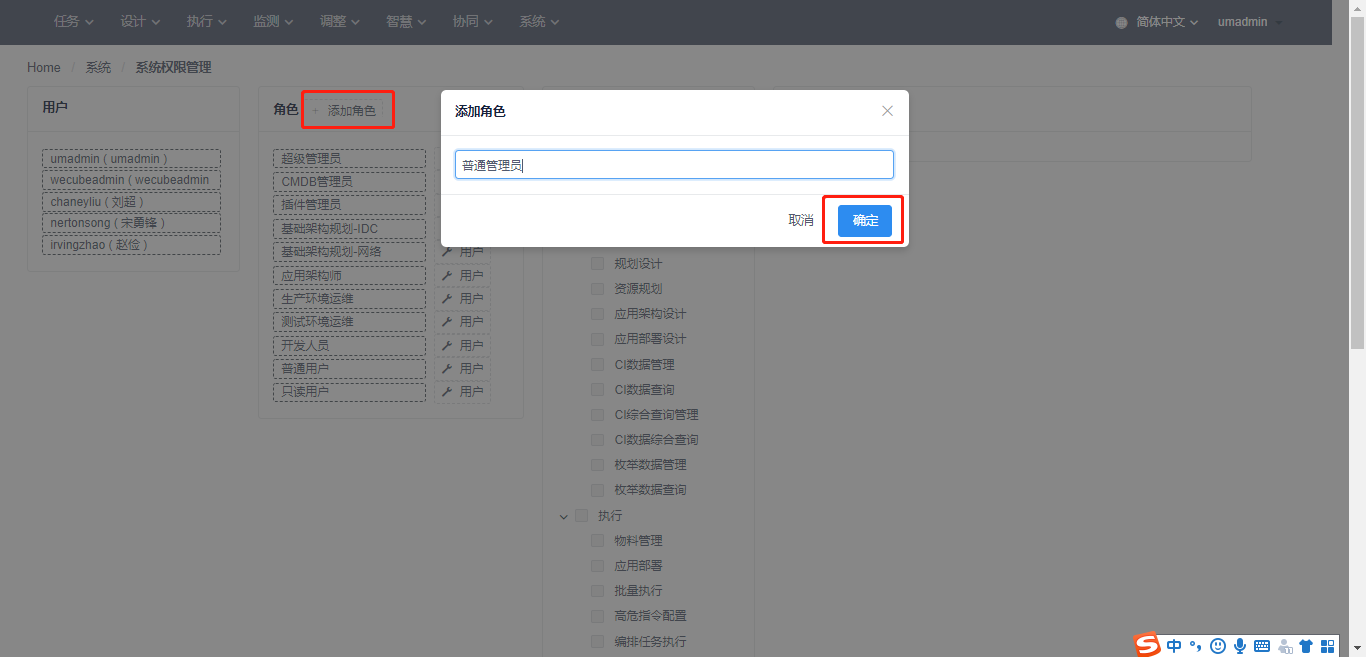 任务 设计 执行 监测 调整 智慧 协同 系统 简体中文 umadmin
Home / 系统 / 系统权限管理
用户
umadmin ( umadmin )
wecubeadmin ( wecubeadmin
chaneyliu ( 刘超 )
nertonsong ( 宋勇锋 )
irvingzhao ( 赵俭 )
角色 + 添加角色
超级管理员
CMDB管理员
插件管理员
基础架构规划-IDC
基础架构规划-网络 用户
应用架构师 用户
生产环境运维 用户
测试环境运维 用户
开发人员 用户
普通用户 用户
只读用户 用户
添加角色
普通管理员
取消 确定
规划设计
资源规划
应用架构设计
应用部署设计
CI数据管理
CI数据查询
CI综合查询管理
CI数据综合查询
枚举数据管理
枚举数据查询
执行
物料管理
应用部署
批量执行
高危指令配置
编排任务执行
S 中